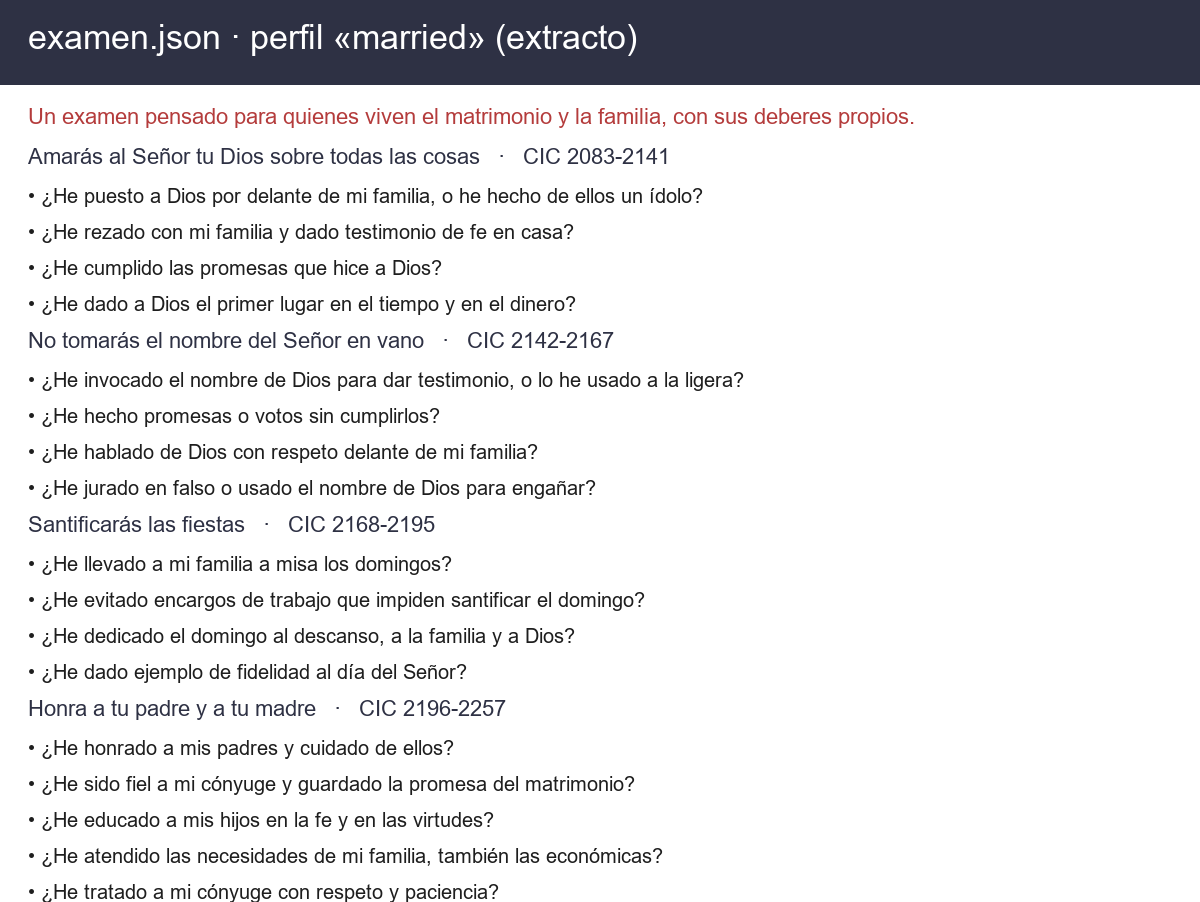 examen.json · perfil «married» (extracto)
Un examen pensado para quienes viven el matrimonio y la familia, con sus deberes propios.
Amarás al Señor tu Dios sobre todas las cosas · CIC 2083-2141
• ¿He puesto a Dios por delante de mi familia, o he hecho de ellos un ídolo?
• ¿He rezado con mi familia y dado testimonio de fe en casa?
• ¿He cumplido las promesas que hice a Dios?
• ¿He dado a Dios el primer lugar en el tiempo y en el dinero?
No tomarás el nombre del Señor en vano · CIC 2142-2167
• ¿He invocado el nombre de Dios para dar testimonio, o lo he usado a la ligera?
• ¿He hecho promesas o votos sin cumplirlos?
• ¿He hablado de Dios con respeto delante de mi familia?
• ¿He jurado en falso o usado el nombre de Dios para engañar?
Santificarás las fiestas · CIC 2168-2195
• ¿He llevado a mi familia a misa los domingos?
• ¿He evitado encargos de trabajo que impiden santificar el domingo?
• ¿He dedicado el domingo al descanso, a la familia y a Dios?
• ¿He dado ejemplo de fidelidad al día del Señor?
Honra a tu padre y a tu madre · CIC 2196-2257
• ¿He honrado a mis padres y cuidado de ellos?
• ¿He sido fiel a mi cónyuge y guardado la promesa del matrimonio?
• ¿He educado a mis hijos en la fe y en las virtudes?
• ¿He atendido las necesidades de mi familia, también las económicas?
• ¿He tratado a mi cónyuge con respeto y paciencia?